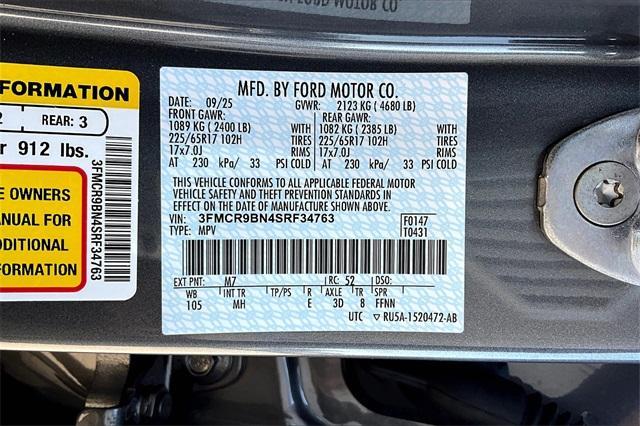 FORD MOTOR CO
FORMATION
2 REAR: 3
r 912 lbs.
E OWNERS
ANUAL FOR
DDITIONAL
FORMATION
3FMCR9BN4SRF34763
MFD. BY FORD MOTOR CO.
DATE: 09/25 GVWR: 2123 KG ( 4680 LB)
FRONT GAWR: REAR GAWR:
1089 KG ( 2400 LB) WITH 1082 KG ( 2385 LB) WITH
225/65R17 102H TIRES 225/65R17 102H TIRES
17x7.0J RIMS 17x7.0J RIMS
AT 230 kPa/ 33 PSI COLD AT 230 kPa/ 33 PSI COLD
THIS VEHICLE CONFORMS TO ALL APPLICABLE FEDERAL MOTOR
VEHICLE SAFETY AND THEFT PREVENTION STANDARDS IN
EFFECT ON THE DATE OF MANUFACTURE SHOWN ABOVE.
VIN: 3FMCR9BN4SRF34763 F0147
TYPE: MPV T0431
EXT PNT: M7 RC: 52 DSO:
WB INT TR TP/PS R AXLE TR SPR
105 MH E 3D 8 FFNN
UTC ▽ RU5A-1520472-AB